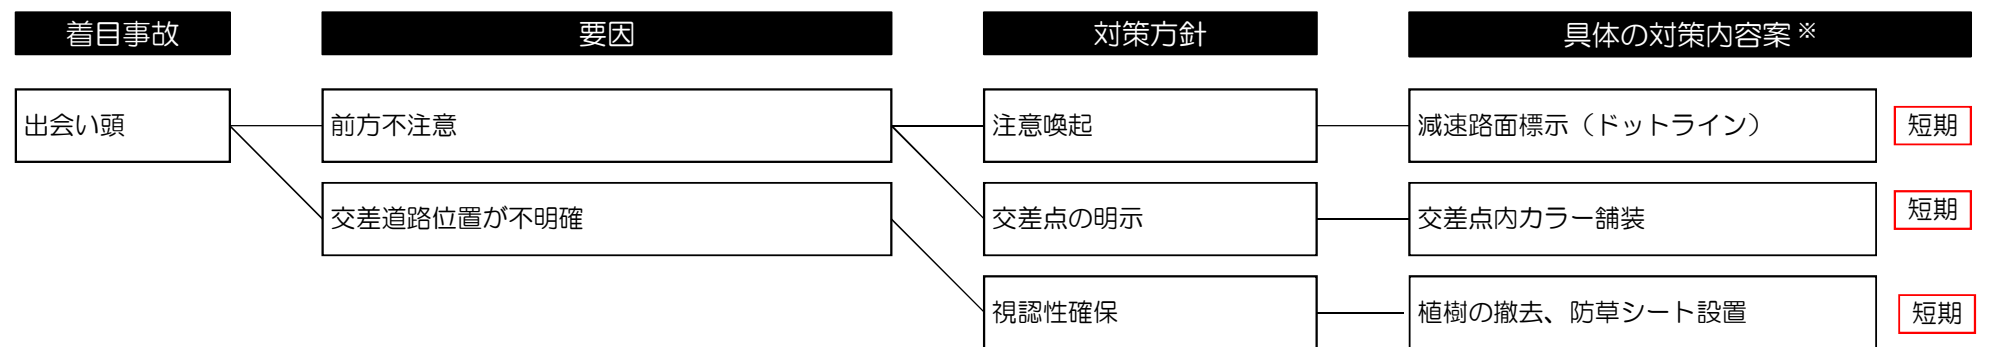 着目事故
要因
対策方針
具体の対策内容案※
出会い頭
前方不注意
注意喚起
減速路面標示（ドットライン）
短期
交差道路位置が不明確
交差点の明示
交差点内カラー舗装
短期
視認性確保
植樹の撤去、防草シート設置
短期